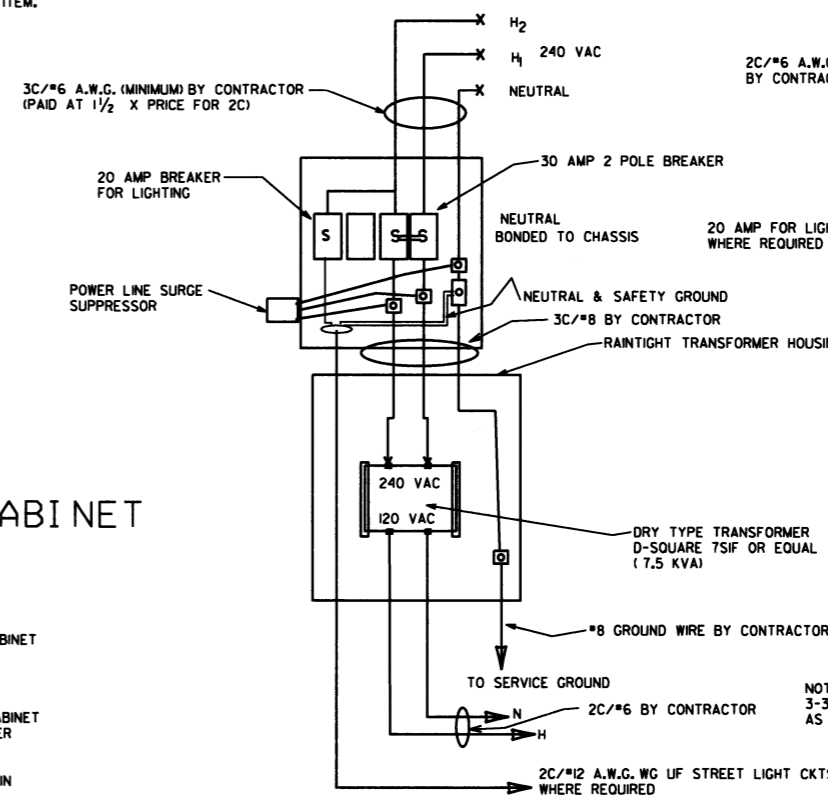 ITEM.
H2
H1 240 VAC
NEUTRAL
2C/#6 A.W.G.
BY CONTRA
3C/#6 A.W.G. (MINIMUM) BY CONTRACTOR
(PAID AT 1 1/2 X PRICE FOR 2C)
20 AMP BREAKER
FOR LIGHTING
30 AMP 2 POLE BREAKER
S
S
S
NEUTRAL
BONDED TO CHASSIS
20 AMP FOR LIGH
WHERE REQUIRED
POWER LINE SURGE
SUPPRESSOR
NEUTRAL & SAFETY GROUND
3C/#8 BY CONTRACTOR
RAINTIGHT TRANSFORMER HOUSIN
240 VAC
120 VAC
ABINET
DRY TYPE TRANSFORMER
D-SQUARE 7SIF OR EQUAL
( 7.5 KVA)
BINET
#8 GROUND WIRE BY CONTRACTOR
TO SERVICE GROUND
ABINET
ER
NOT
3-3
AS
N
H
2C/#6 BY CONTRACTOR
IN
2C/#12 A.W.G. WG UF STREET LIGHT CKTS
WHERE REQUIRED